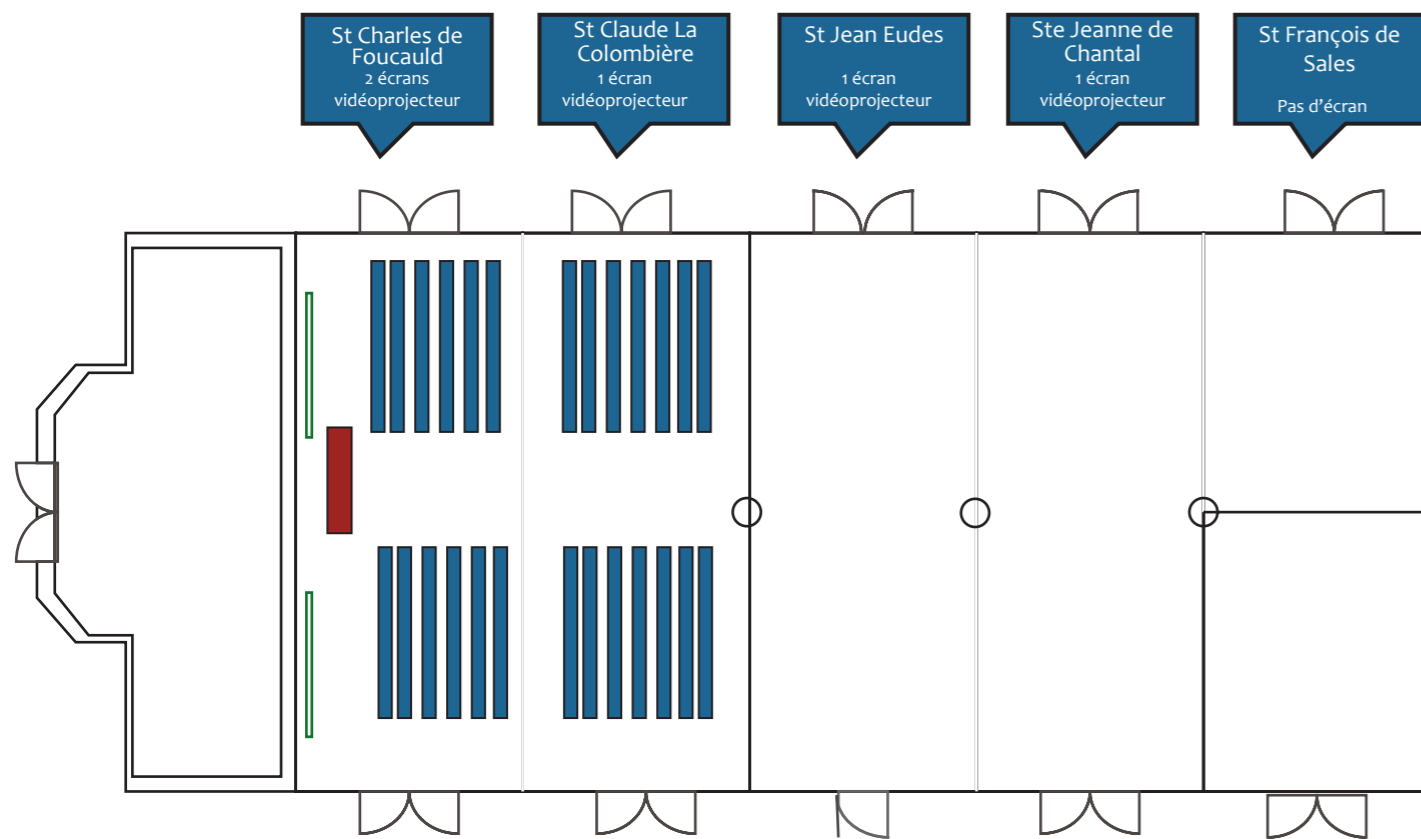 St Charles de
Foucauld
2 écrans
vidéoprojecteur
St Claude La
Colombière
1 écran
vidéoprojecteur
St Jean Eudes
1 écran
vidéoprojecteur
Ste Jeanne de
Chantal
1 écran
vidéoprojecteur
St François de
Sales
Pas d’écran